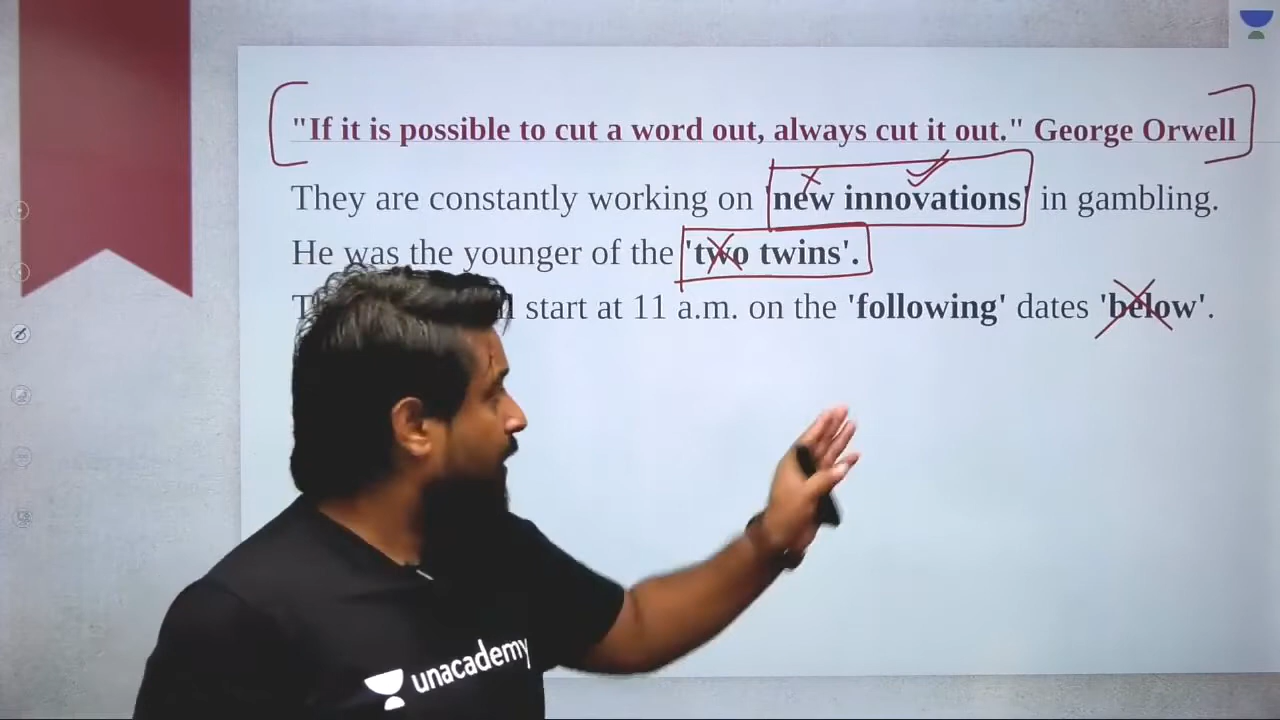 "If it is possible to cut a word out, always cut it out." George Orwell
They are constantly working on 'new innovations' in gambling.
He was the younger of the 'two twins'.
start at 11 a.m. on the 'following' dates 'below'.
unacademy